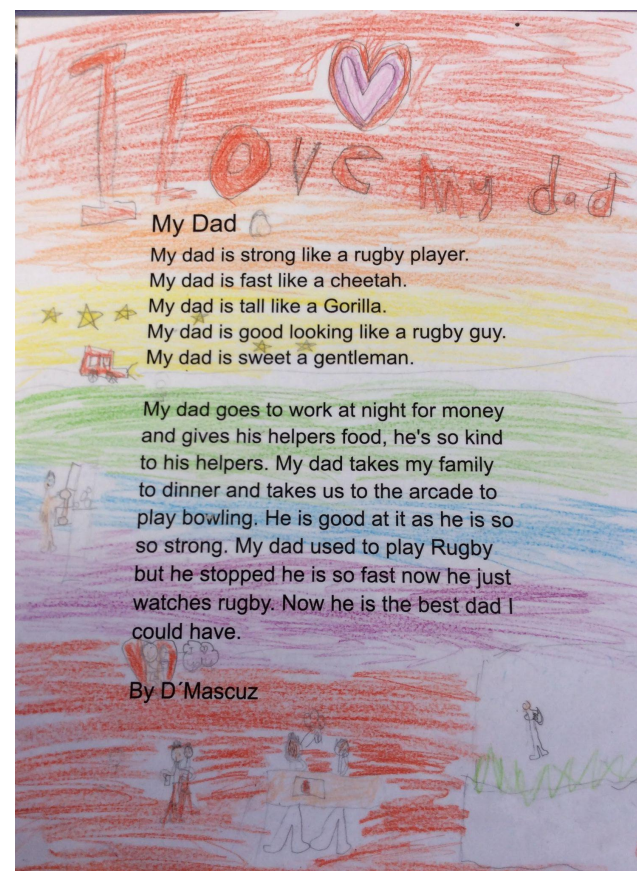 I Love my dad
My Dad
My dad is strong like a rugby player.
My dad is fast like a cheetah.
My dad is tall like a Gorilla.
My dad is good looking like a rugby guy.
My dad is sweet a gentleman.
My dad goes to work at night for money
and gives his helpers food, he's so kind
to his helpers. My dad takes my family
to dinner and takes us to the arcade to
play bowling. He is good at it as he is so
so strong. My dad used to play Rugby
but he stopped he is so fast now he just
watches rugby. Now he is the best dad I
could have.
By D´Mascuz